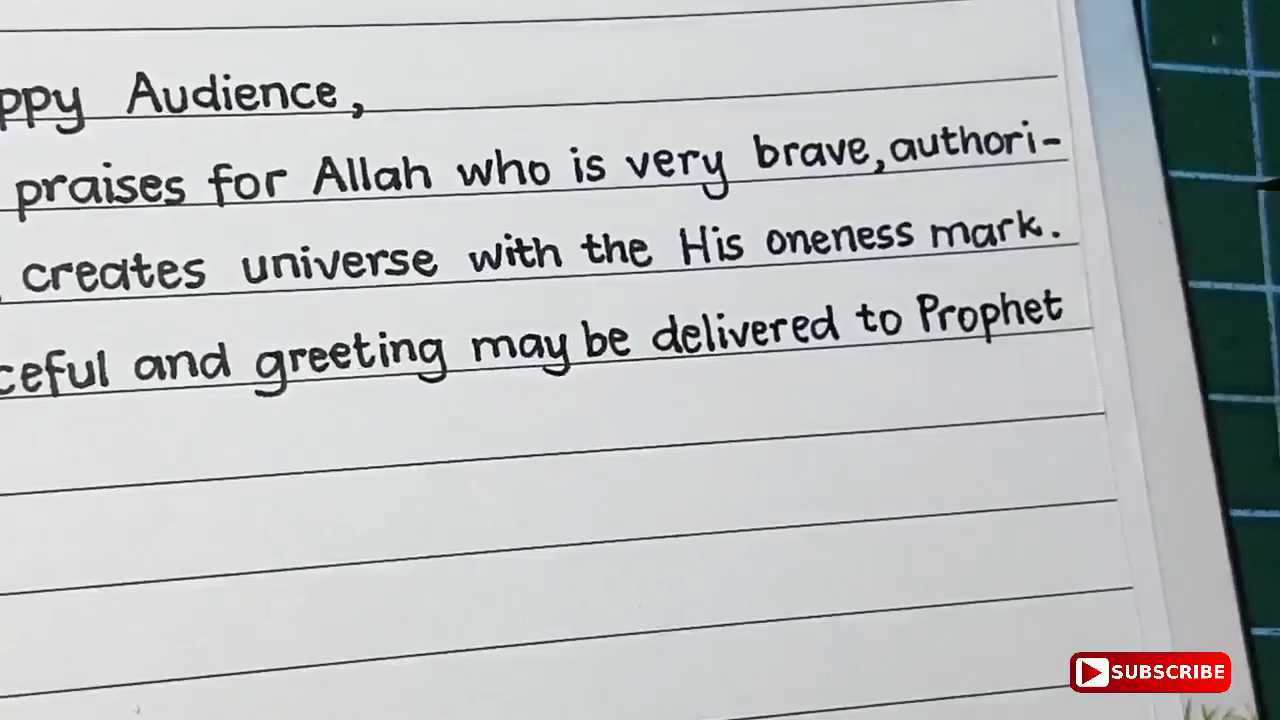 ppy Audience,
praises for Allah who is very brave, authori-
creates universe with the His oneness mark.
ceful and greeting may be delivered to Prophet
SUBSCRIBE